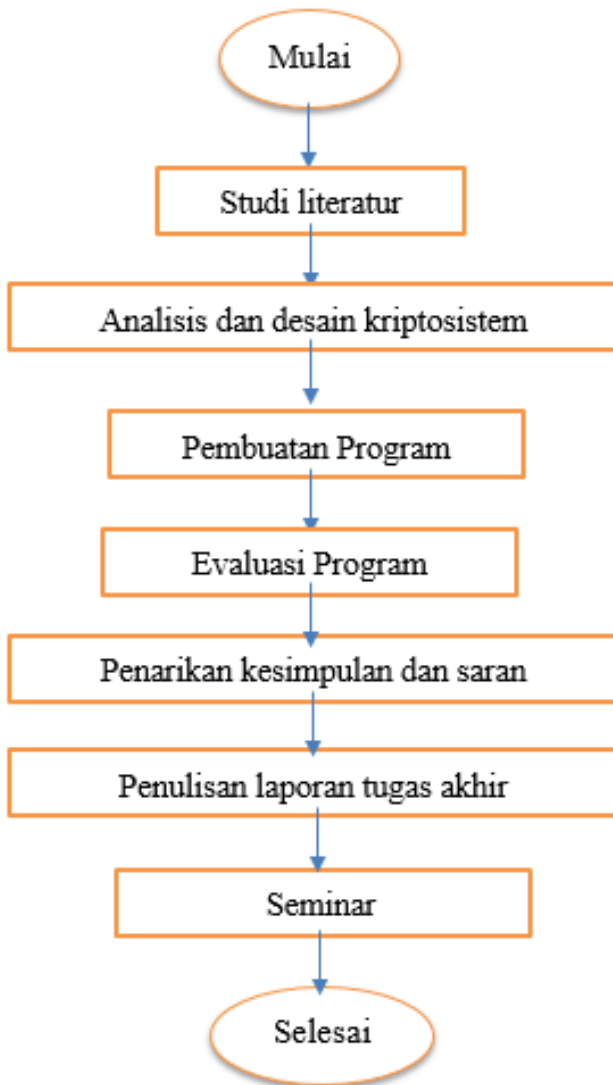 Mulai
Studi literatur
Analisis dan desain kriptosistem
Pembuatan Program
Evaluasi Program
Penarikan kesimpulan dan saran
Penulisan laporan tugas akhir
Seminar
Selesai